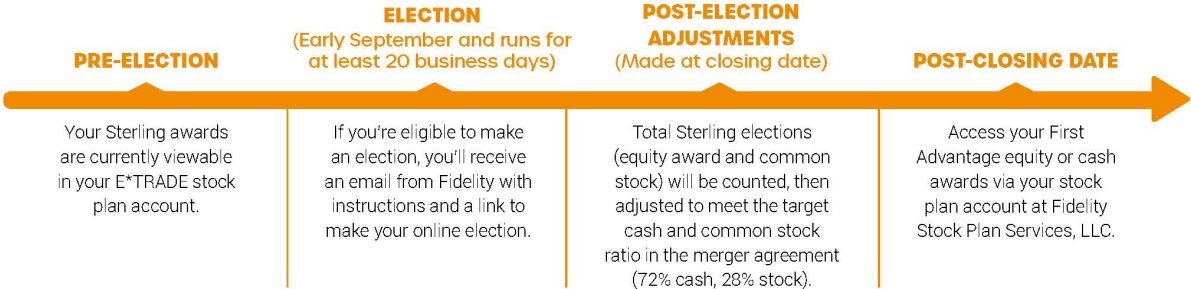 PRE-ELECTION
Your Sterling awards
are currently viewable
in your E*TRADE stock
plan account.
ELECTION
(Early September and runs for
at least 20 business days)
If you're eligible to make
an election, you'll receive
an email from Fidelity with
instructions and a link to
make your online election.
POST-ELECTION
ADJUSTMENTS
(Made at closing date)
Total Sterling elections
(equity award and common
stock) will be counted, then
adjusted to meet the target
cash and common stock
ratio in the merger agreement
(72% cash, 28% stock).
POST-CLOSING DATE
Access your First
Advantage equity or cash
awards via your stock
plan account at Fidelity
Stock Plan Services, LLC.